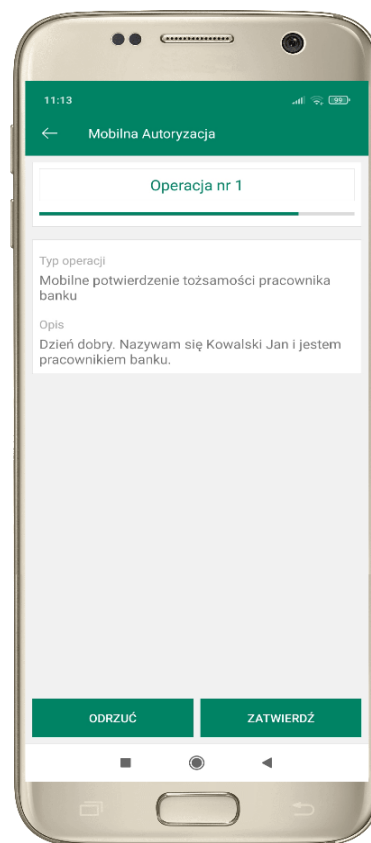 11:13
99
Mobilna Autoryzacja
Operacja nr 1
Typ operacji
Mobilne potwierdzenie tożsamości pracownika
banku
Opis
Dzień dobry. Nazywam się Kowalski Jan i jestem
pracownikiem banku.
ODRZUĆ
ZATWIERDŹ